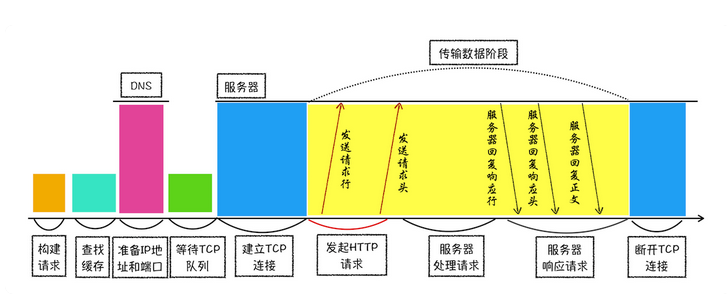 传输数据阶段
DNS
服务器
发送请求行
发送请求头
服务器回复响应行
服务器回复响应头
服务器回复正文
构建
请求
查找
缓存
准备IP地
址和端口
等待TCP
队列
建立TCP
连接
发起HTTP
请求
服务器
处理请求
服务器
响应请求
断开TCP
连接